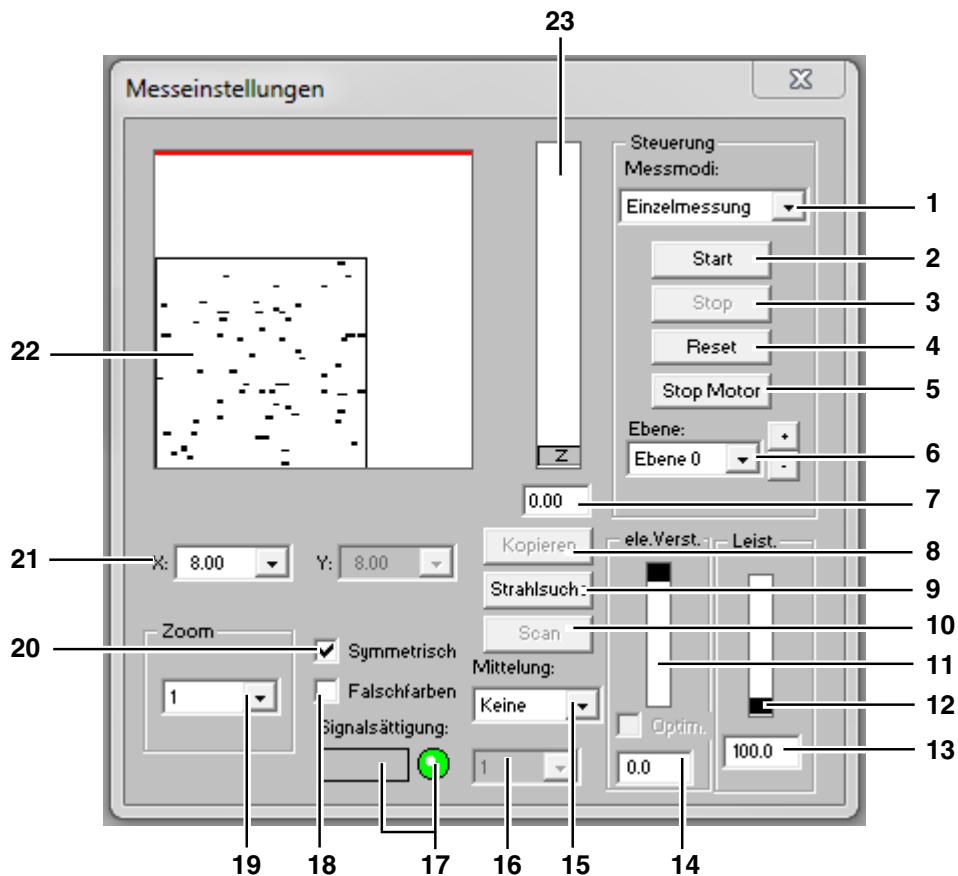 23
Messeinstellungen
Steuerung
Messmodi:
Einzelmessung
1
Start
2
Stop
3
Reset
4
Stop Motor
5
Ebene:
+
Ebene 0
-
6
Z
0.00
7
22
21
X:
8.00
Y:
8.00
Kopieren
8
Strahlsuch:
9
Scan
10
ele.Verst.
Leist.
11
12
100.0
13
Zoom
1
20
Symmetrisch
Falschfarben
Signalsättigung:
Mittelung:
Keine
1
Optim.
0.0
19
18
17
16
15
14